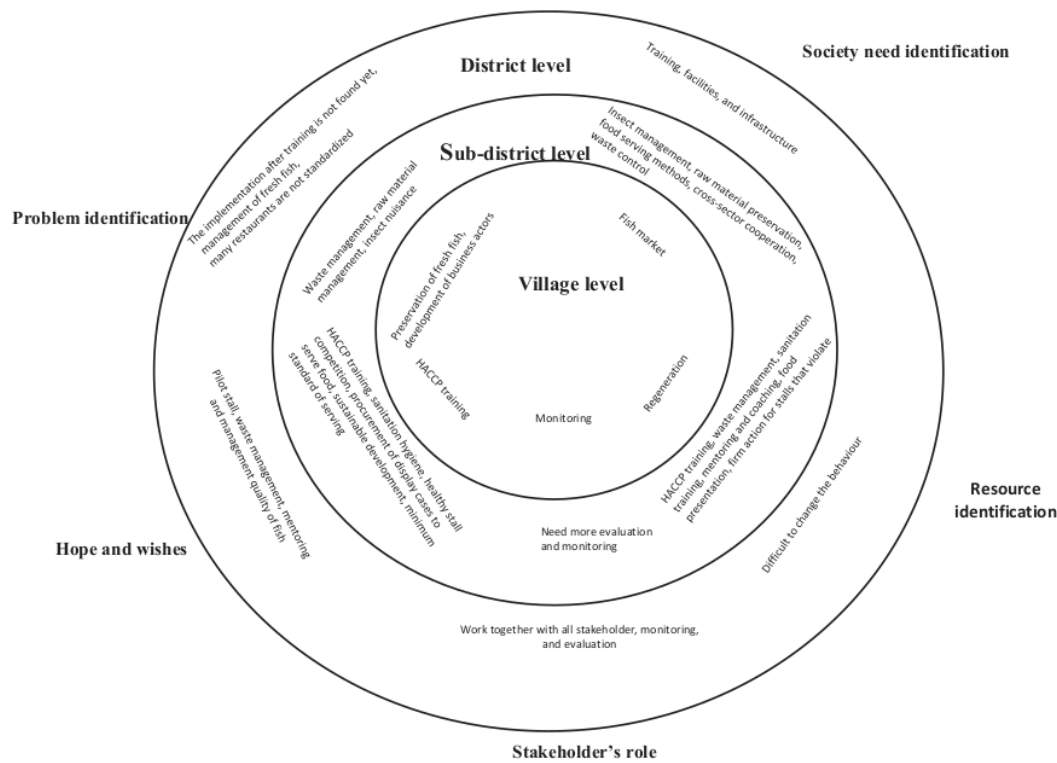 Society need identification
District level
Training, facilities, and infrastructure
The implementation after training is not found yet,
management of fresh fish,
many restaurants are not standardized
Sub-district level
Insect management, raw material preservation,
food serving methods, cross-sector cooperation,
waste control
Problem identification
Waste management, raw material
management, insect nuisance
Preservation of fresh fish,
development of business actors
Fish market
Village level
HACCP training
Monitoring
Regeneration
HACCP training, sanitation hygiene, healthy stall
competition, procurement of display cases to
serve food, sustainable development, minimum
standard of serving
HACCP training, waste management, sanitation
training, mentoring and coaching, food
presentation, firm action for stalls that violate
Pilot stall, waste management, mentoring
and management quality of fish
Difficult to change the behaviour
Resource
identification
Hope and wishes
Need more evaluation
and monitoring
Work together with all stakeholder, monitoring,
and evaluation
Stakeholder's role